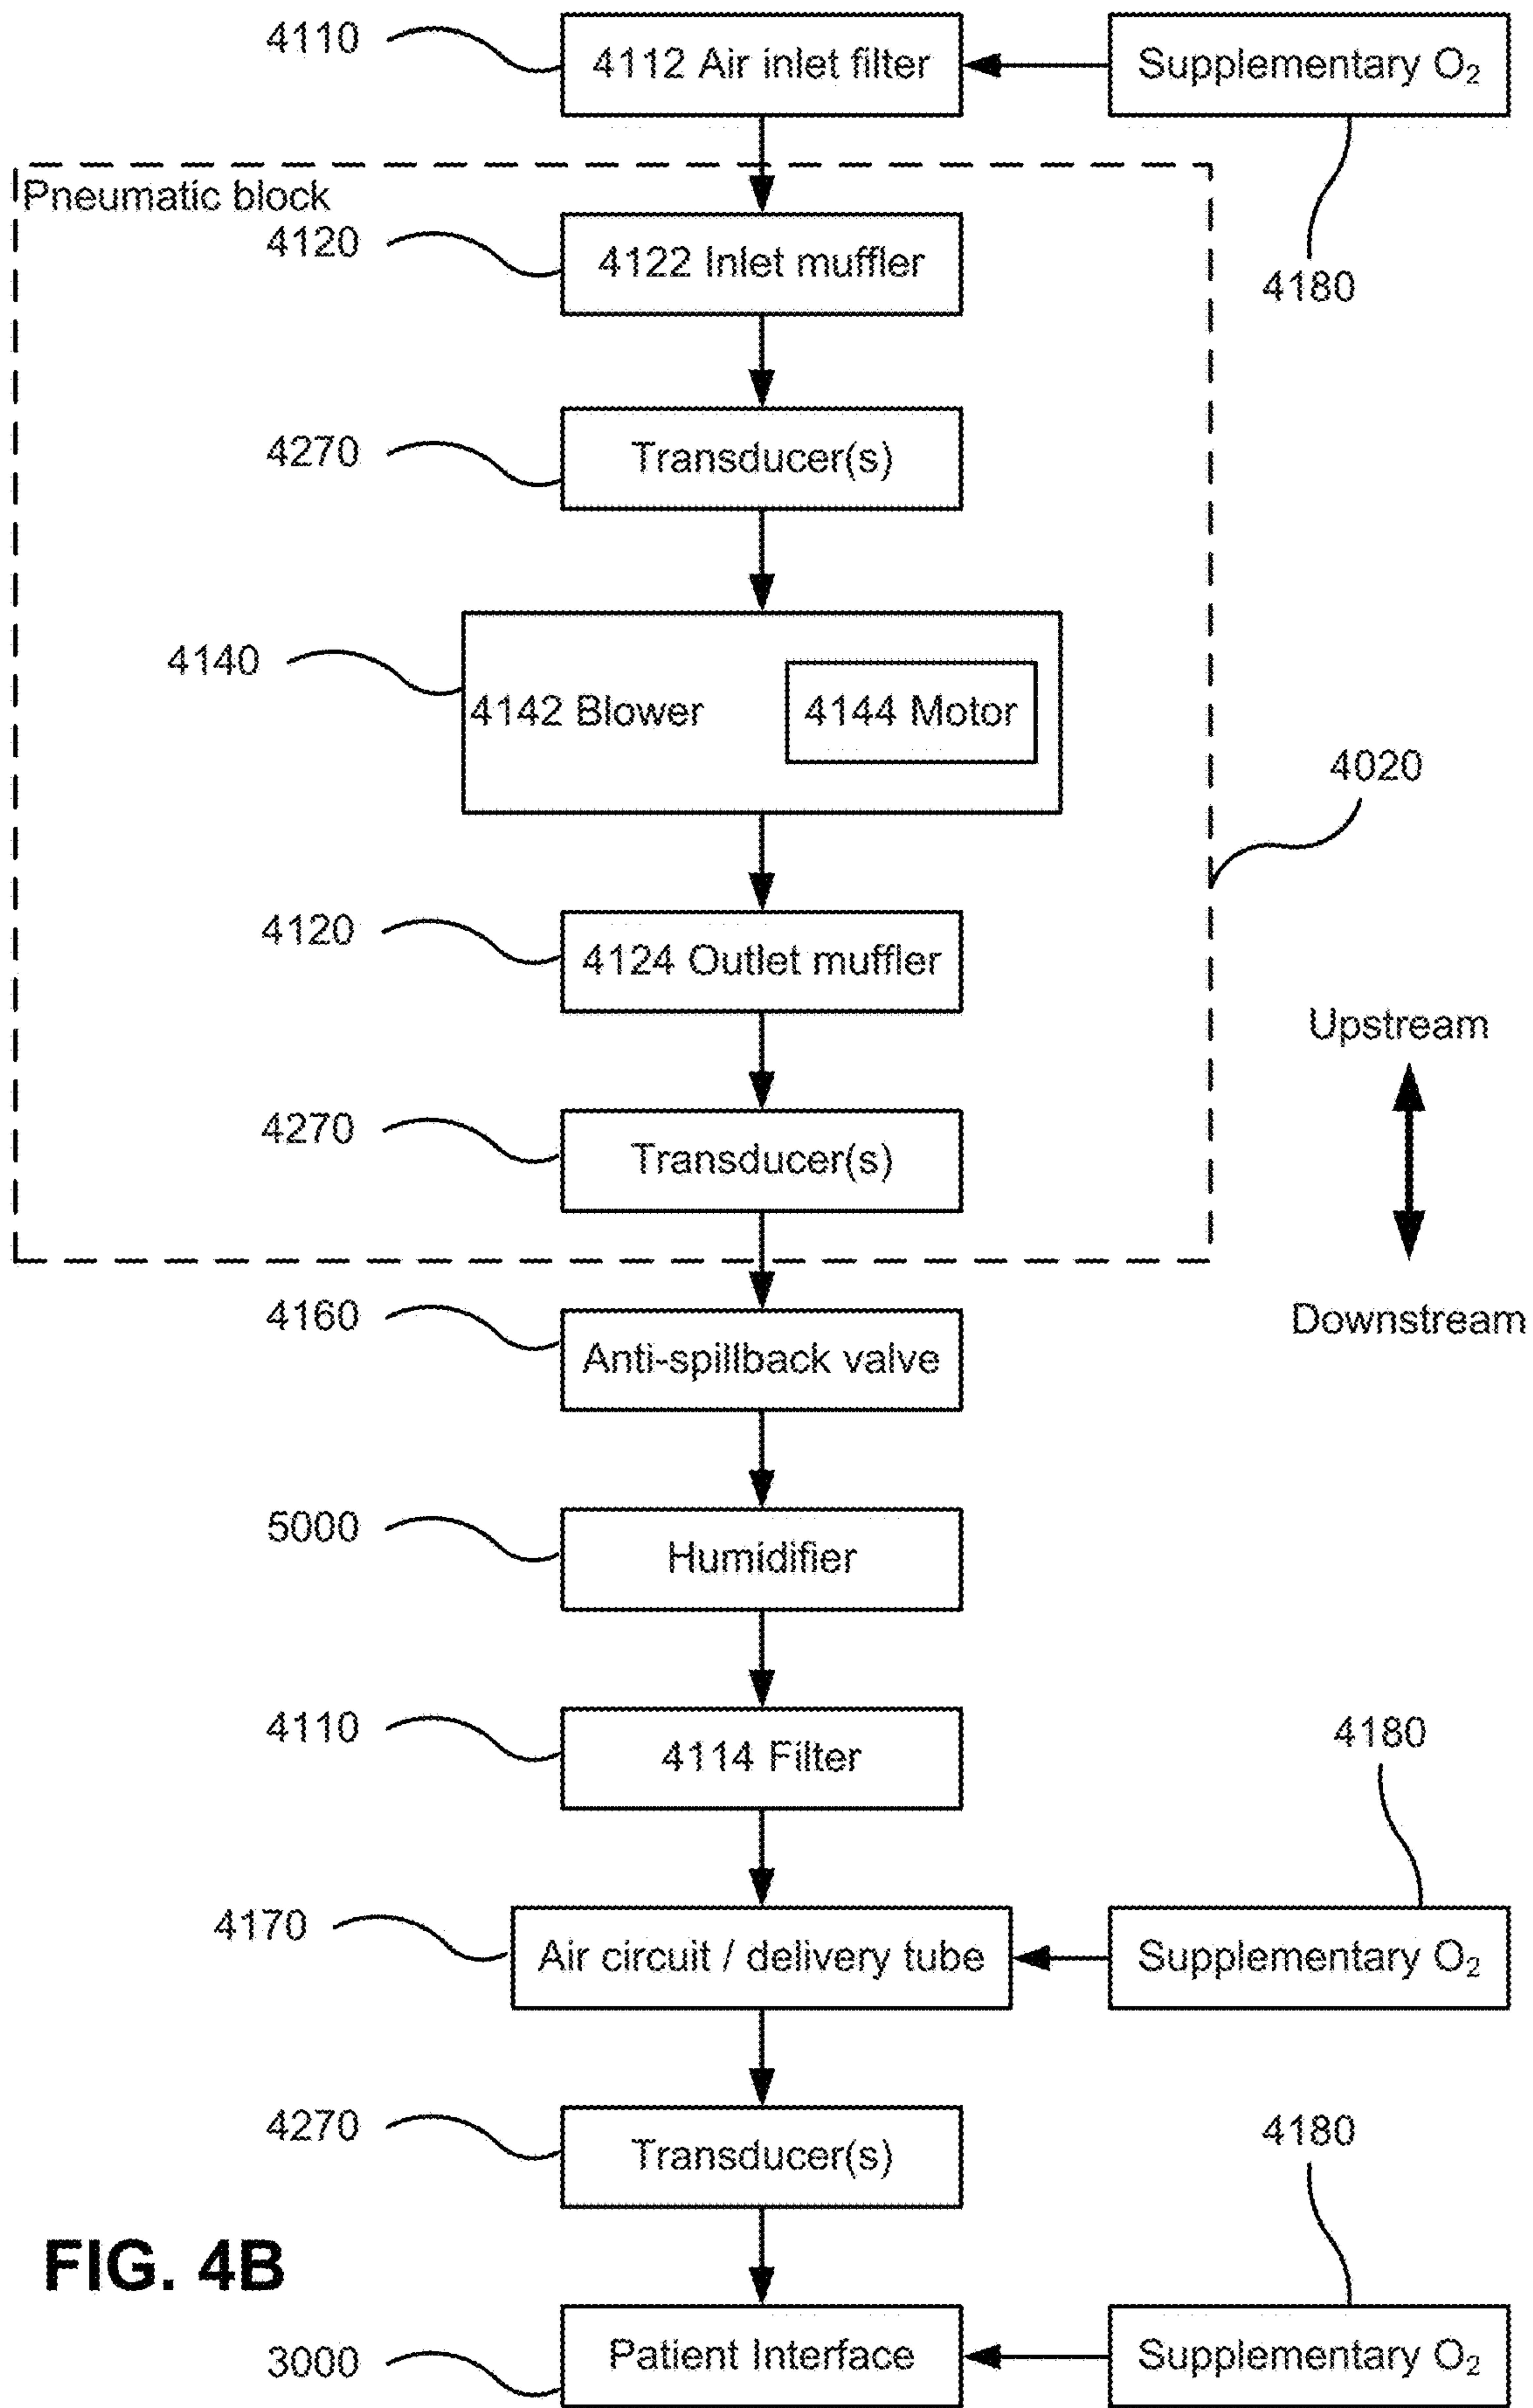 4110
4112 Air inlet filter
Supplementary O₂
Pneumatic block
4120
4122 Inlet muffler
4180
4270
Transducer(s)
4140
4142 Blower
4144 Motor
4020
4120
4124 Outlet muffler
Upstream
4270
Transducer(s)
4160
Anti-spillback valve
Downstream
5000
Humidifier
4110
4114 Filter
4180
4170
Air circuit / delivery tube
Supplementary O₂
4270
Transducer(s)
4180
FIG. 4B
3000
Patient Interface
Supplementary O₂